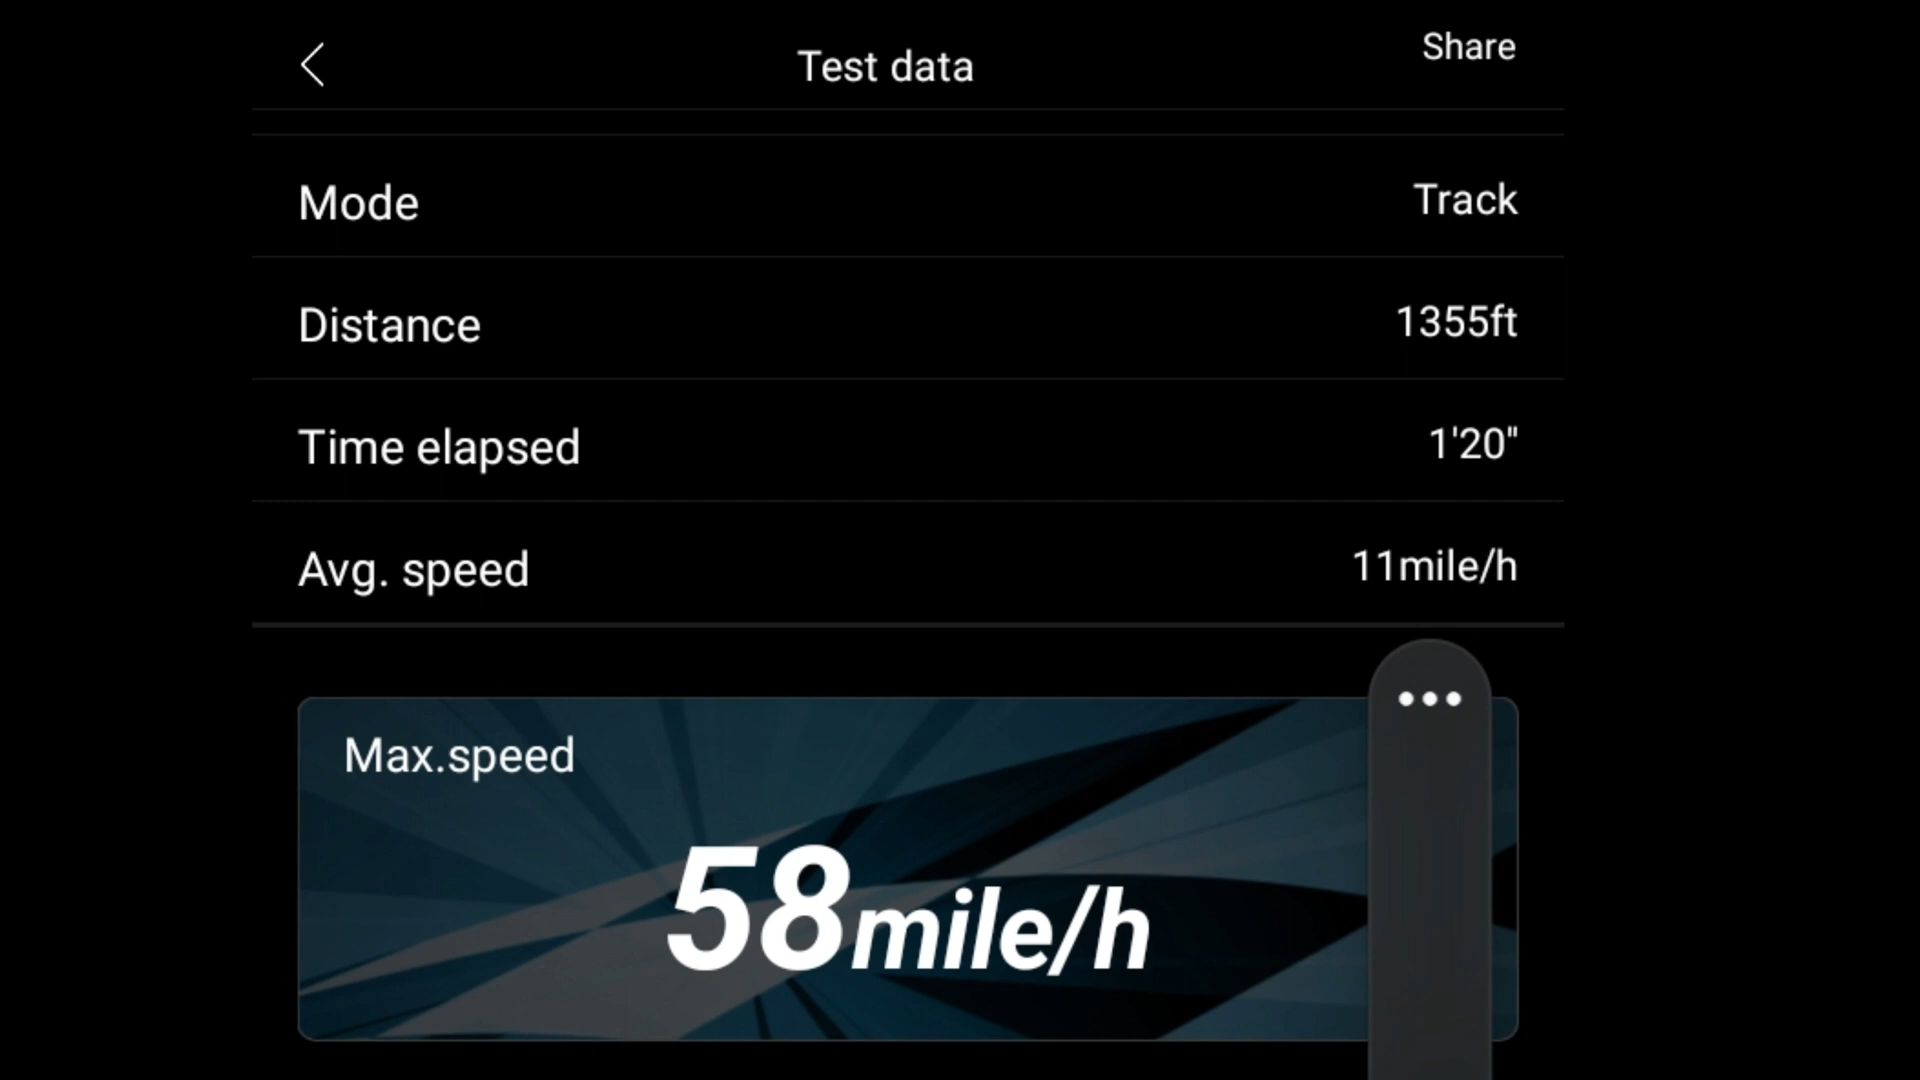 Test data
Share
Mode
Track
Distance
1355ft
Time elapsed
1'20"
Avg. speed
11mile/h
Max.speed
58mile/h